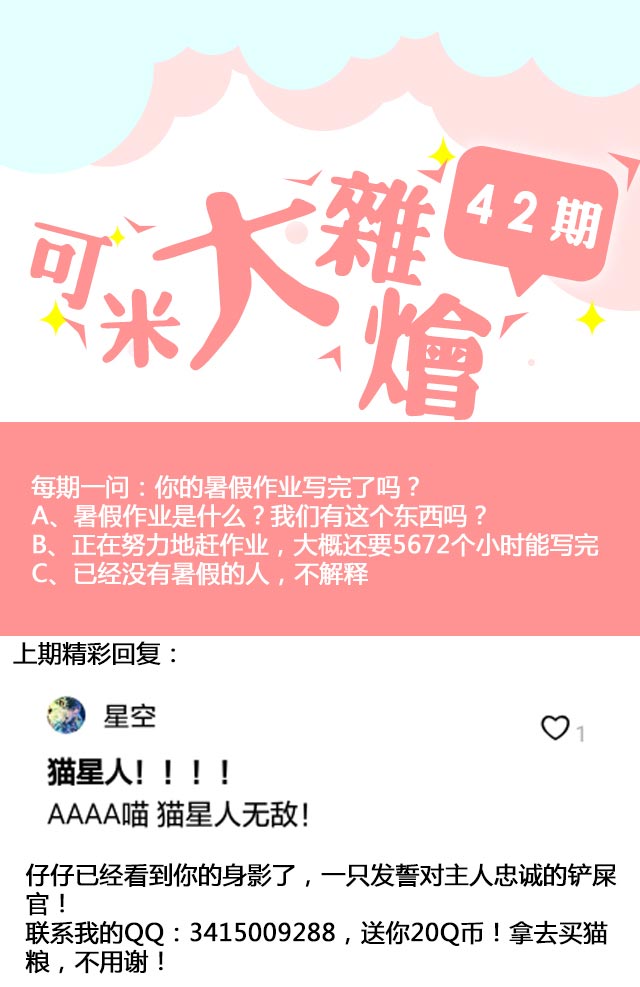 可米大雜燴
42期
每期一问：你的暑假作业写完了吗？
A、暑假作业是什么？我们有这个东西吗？
B、正在努力地赶作业，大概还要5672个小时能写完
C、已经没有暑假的人，不解释
上期精彩回复：
星空
1
猫星人！！！！
AAAA喵 猫星人无敌！
仔仔已经看到你的身影了，一只发誓对主人忠诚的铲屎
官！
联系我的QQ：3415009288，送你20Q币！拿去买猫
粮，不用谢！